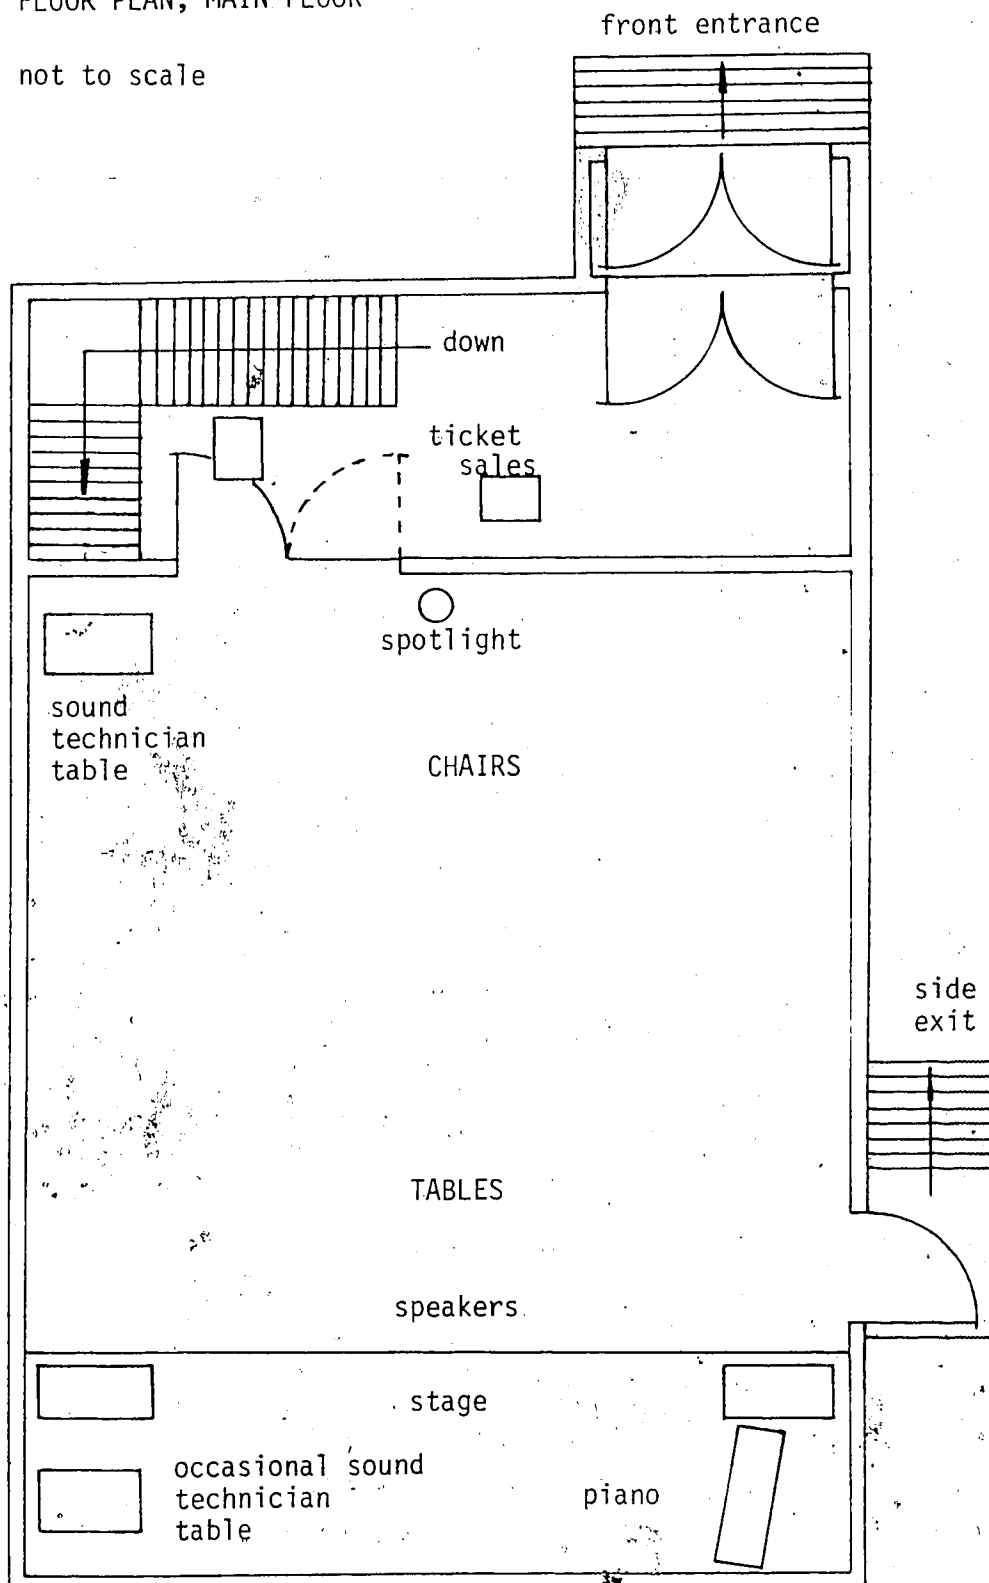 FLOOR PLAN, MAIN FLOOR
front entrance
not to scale
down
ticket
sales
spotlight
sound
technician
table
CHAIRS
side
exit
TABLES
speakers
stage
occasional sound
technician
table
piano